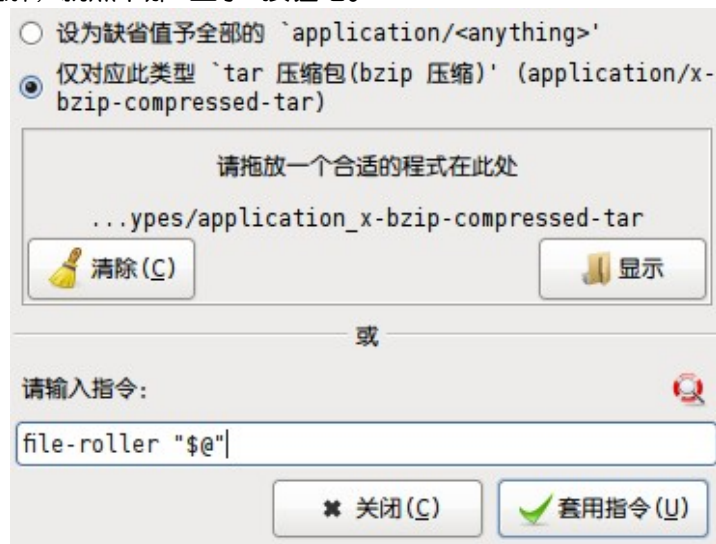 设为缺省值予全部的 `application/<anything>'
仅对应此类型 `tar 压缩包(bzip 压缩)' (application/x-
bzip-compressed-tar)
请拖放一个合适的程式在此处
...ypes/application_x-bzip-compressed-tar
清除(C)
显示
或
请输入指令:
file-roller "$@"
关闭(C)
套用指令(U)